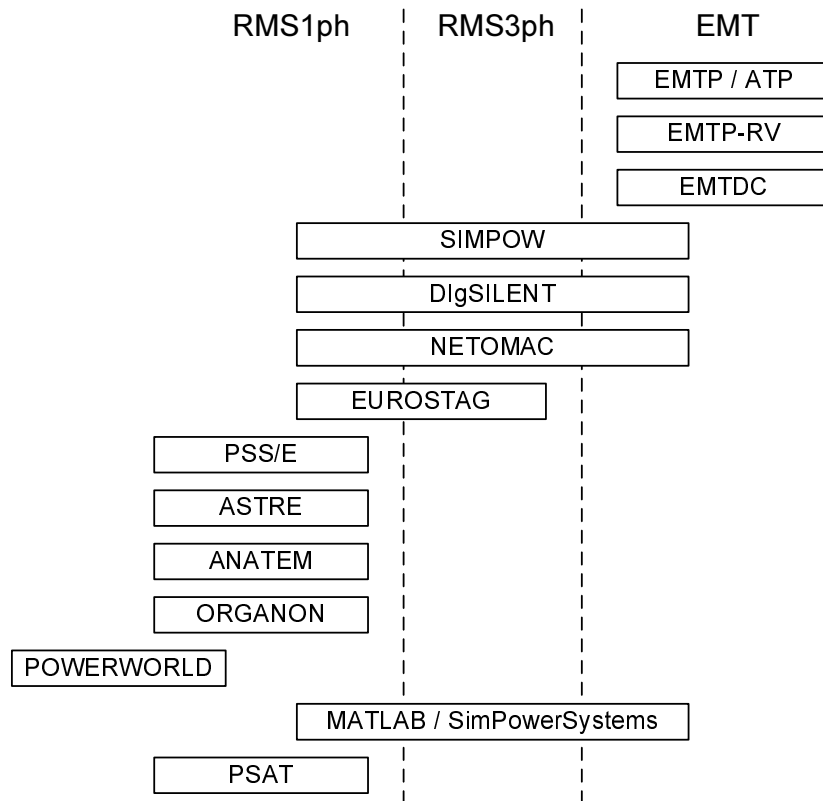 RMS1ph RMS3ph EMT
EMTP / ATP
EMTP-RV
EMTDC
SIMPOW
DIgSILENT
NETOMAC
EUROSTAG
PSS/E
ASTRE
ANATEM
ORGANON
POWERWORLD
MATLAB / SimPowerSystems
PSAT